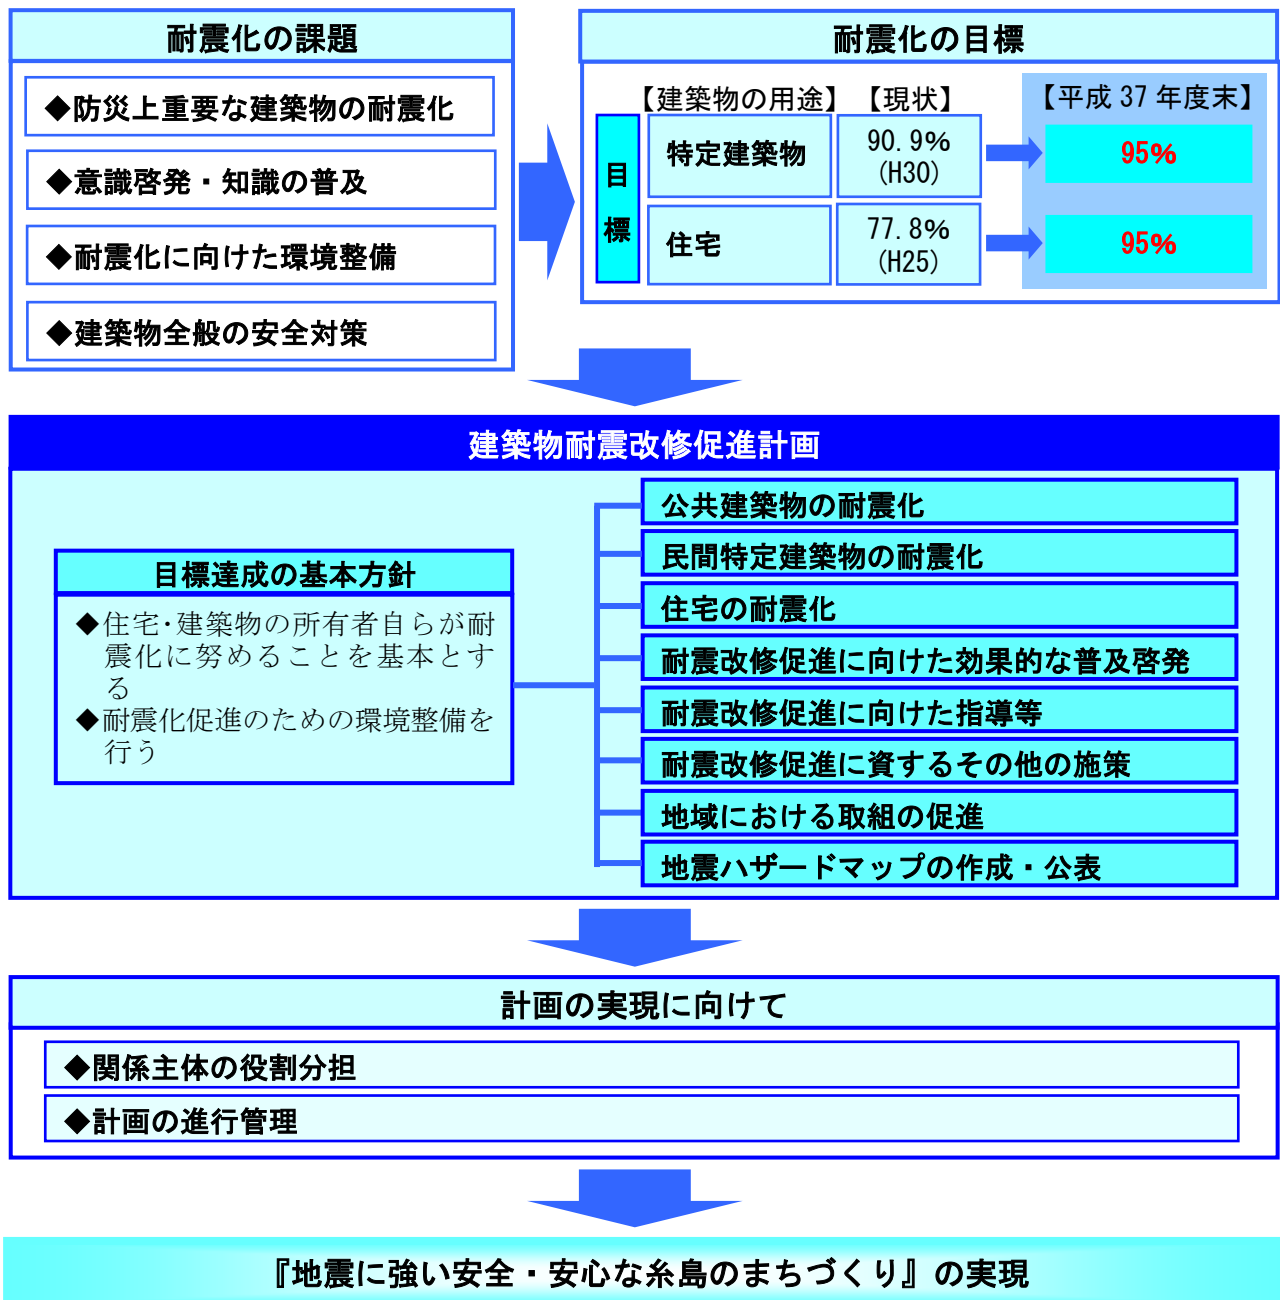 耐震化の課題
◆防災上重要な建築物の耐震化
◆意識啓発・知識の普及
◆耐震化に向けた環境整備
◆建築物全般の安全対策
耐震化の目標
【建築物の用途】
【現状】
【平成 37 年度末】
目標
特定建築物
90.9%
(H30)
95%
住宅
77.8%
(H25)
95%
建築物耐震改修促進計画
目標達成の基本方針
◆住宅・建築物の所有者自らが耐
震化に努めることを基本とす
る
◆耐震化促進のための環境整備を
行う
公共建築物の耐震化
民間特定建築物の耐震化
住宅の耐震化
耐震改修促進に向けた効果的な普及啓発
耐震改修促進に向けた指導等
耐震改修促進に資するその他の施策
地域における取組の促進
地震ハザードマップの作成・公表
計画の実現に向けて
◆関係主体の役割分担
◆計画の進行管理
『地震に強い安全・安心な糸島のまちづくり』の実現